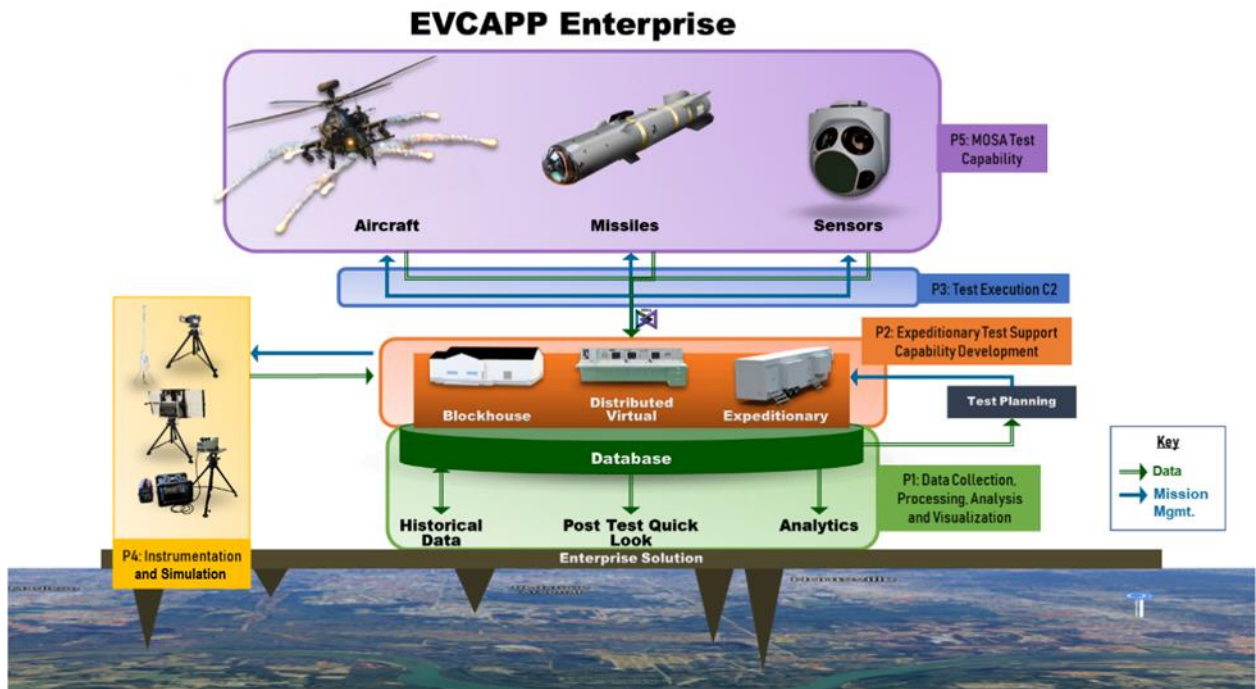 EVCAPP Enterprise
P5: MOSA Test
Capability
Aircraft
Missiles
Sensors
P3: Test Execution C2
P2: Expeditionary Test Support
Capability Development
Blockhouse
Distributed
Virtual
Expeditionary
Test Planning
Database
Key
Data
Mission
Mgmt.
P1: Data Collection,
Processing, Analysis
and Visualization
Historical
Data
Post Test Quick
Look
Analytics
P4: Instrumentation
and Simulation
Enterprise Solution